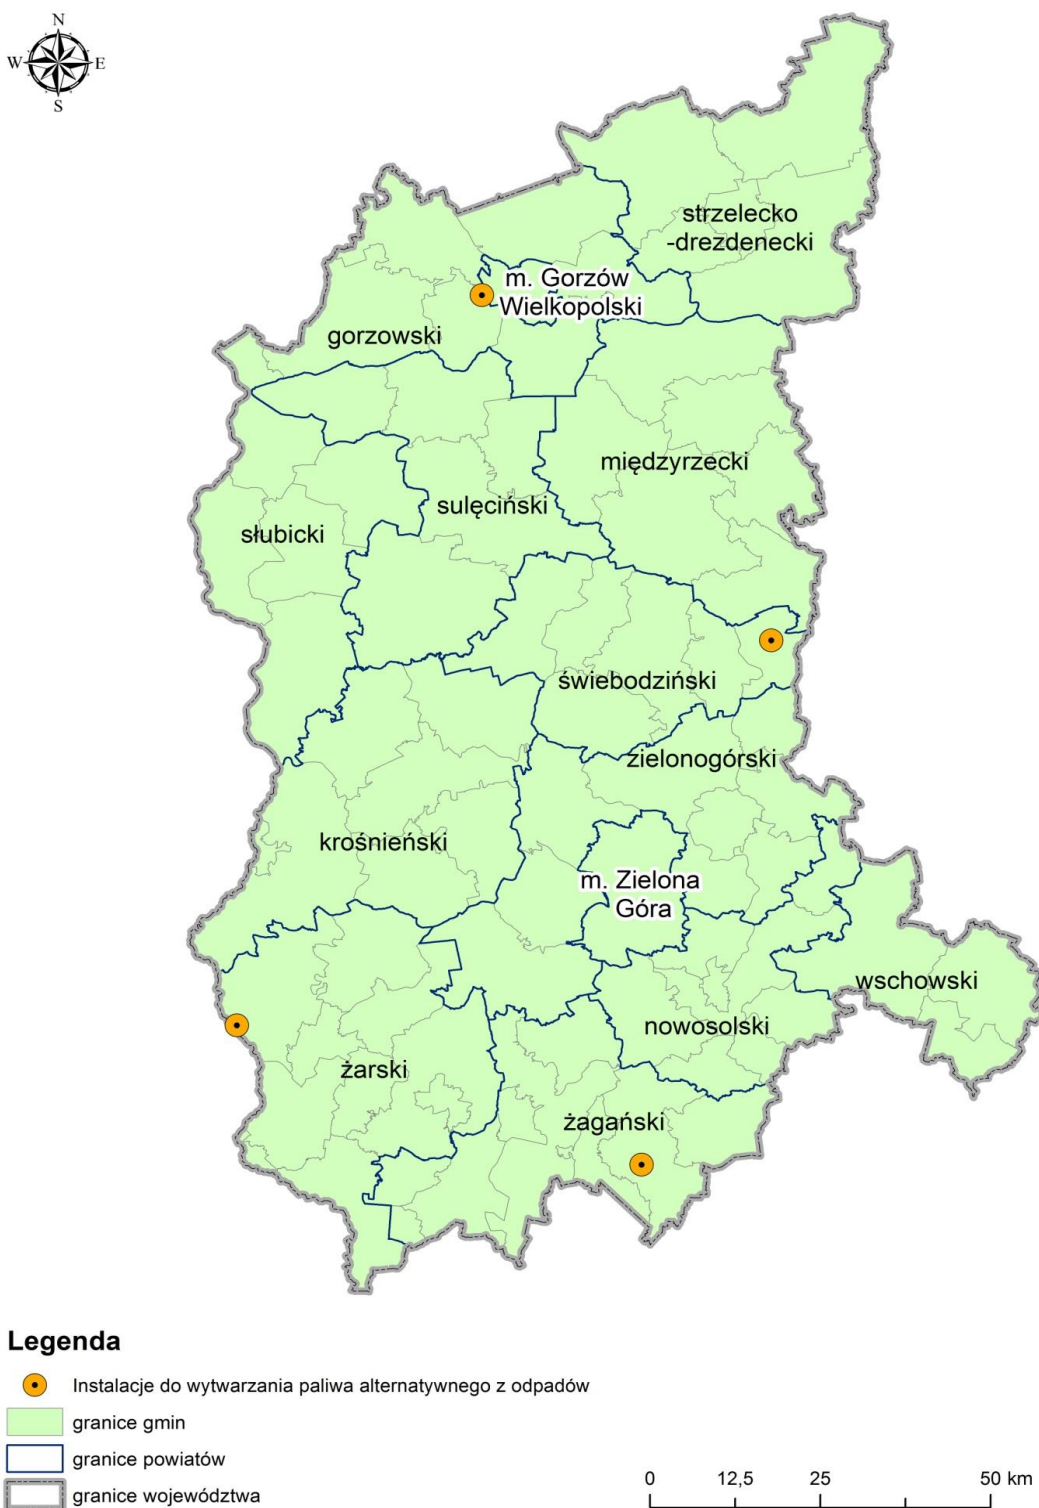 N
W E
S
strzelecko
-drezdenecki
m. Gorzów
Wielkopolski
gorzowski
międzyrzecki
sulęciński
słubicki
świebodziński
zielonogórski
krośnieński
m. Zielona
Góra
wschowski
nowosolski
żarski
żagański
Legenda
Instalacje do wytwarzania paliwa alternatywnego z odpadów
granice gmin
granice powiatów
granice województwa
0 12,5 25 50 km